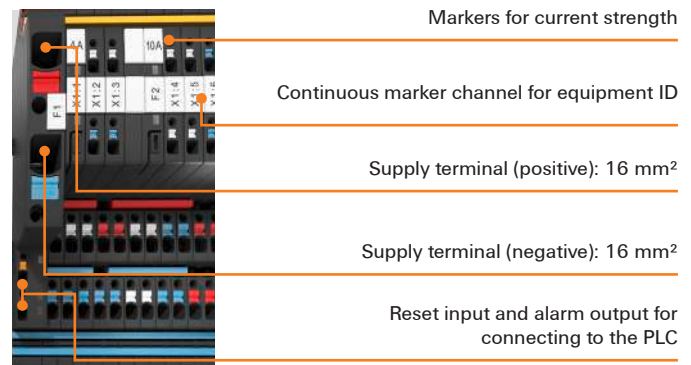 Markers for current strength
4A
10A
Continuous marker channel for equipment ID
F1
X1:1
X1:2
X1:3
F2
X1:4
X1:5
Supply terminal (positive): 16 mm²
Supply terminal (negative): 16 mm²
Reset input and alarm output for
connecting to the PLC